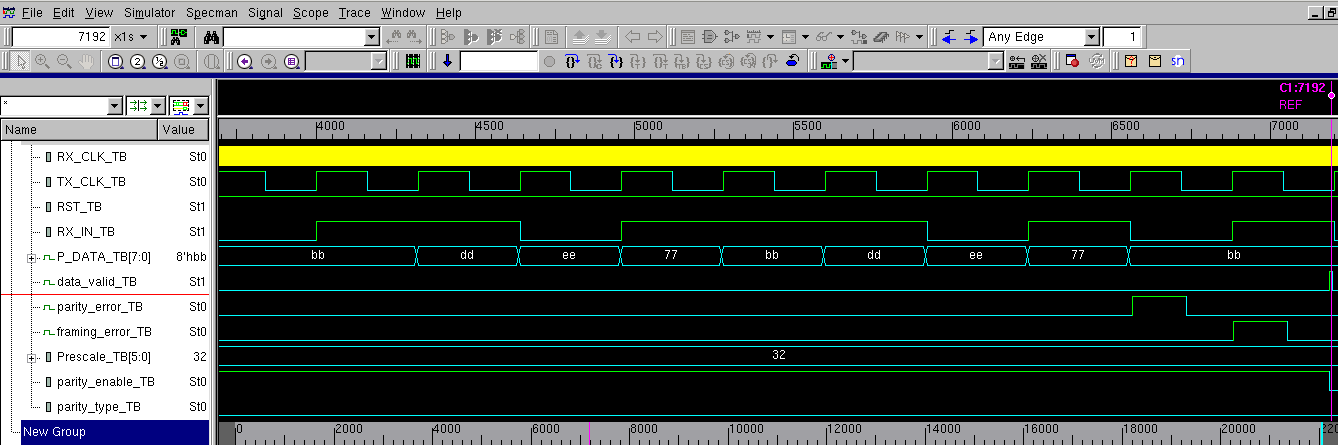 File Edit View Simulator Specman Signal Scope Trace Window Help
7192 x1s Any Edge 1
2 ½ sn
C1:7192
REF
*
Name Value
4000 4500 5000 5500 6000 6500 7000
RX_CLK_TB St0
TX_CLK_TB St0
RST_TB St1
RX_IN_TB St1
P_DATA_TB[7:0] 8'hbb bb dd ee 77 bb dd ee 77 bb
data_valid_TB St1
parity_error_TB St0
framing_error_TB St0
Prescale_TB[5:0] 32 32
parity_enable_TB St0
parity_type_TB St0
New Group
0 2000 4000 6000 8000 10000 12000 14000 16000 18000 20000